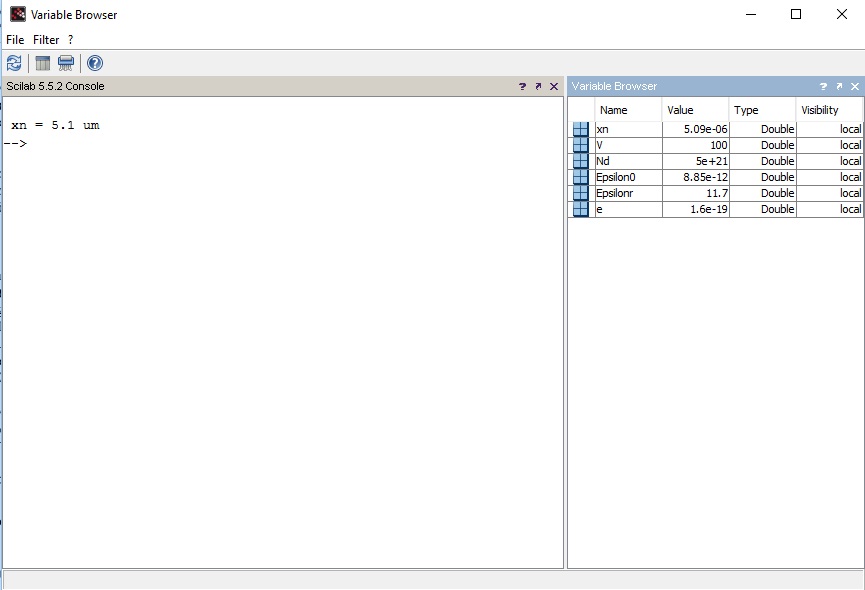 Variable Browser
File Filter ?
Scilab 5.5.2 Console ?
xn = 5.1 um
-->
Variable Browser ?
Name Value Type Visibility
xn 5.09e-06 Double local
V 100 Double local
Nd 5e+21 Double local
Epsilon0 8.85e-12 Double local
Epsilonr 11.7 Double local
e 1.6e-19 Double local